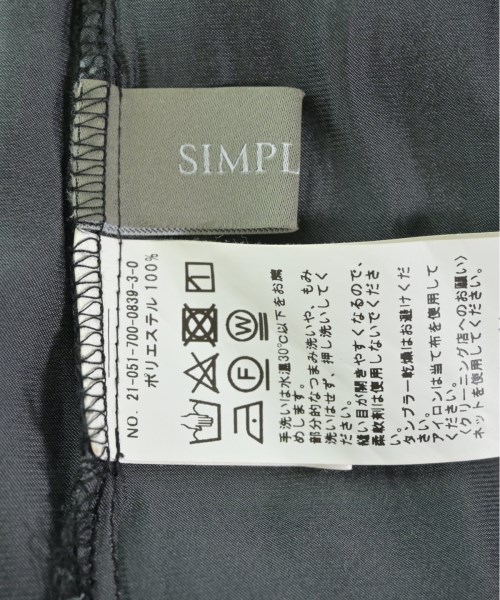 SIMPL
NO. 21-051-700-0839-3-0
ポリエステル 100%
F
W
手洗いは水温30℃以下をお薦
めします。
部分的なつまみ洗いや、もみ
洗いはせず、押し洗いしてく
ださい。
縫い目が開きやすくなるので、
柔軟剤は使用しないでくださ
い。
タンブラー乾燥はお避けくだ
さい。
アイロンは当て布を使用して
ください。
〈クリーニング店へのお願い〉
ネットを使用してください。